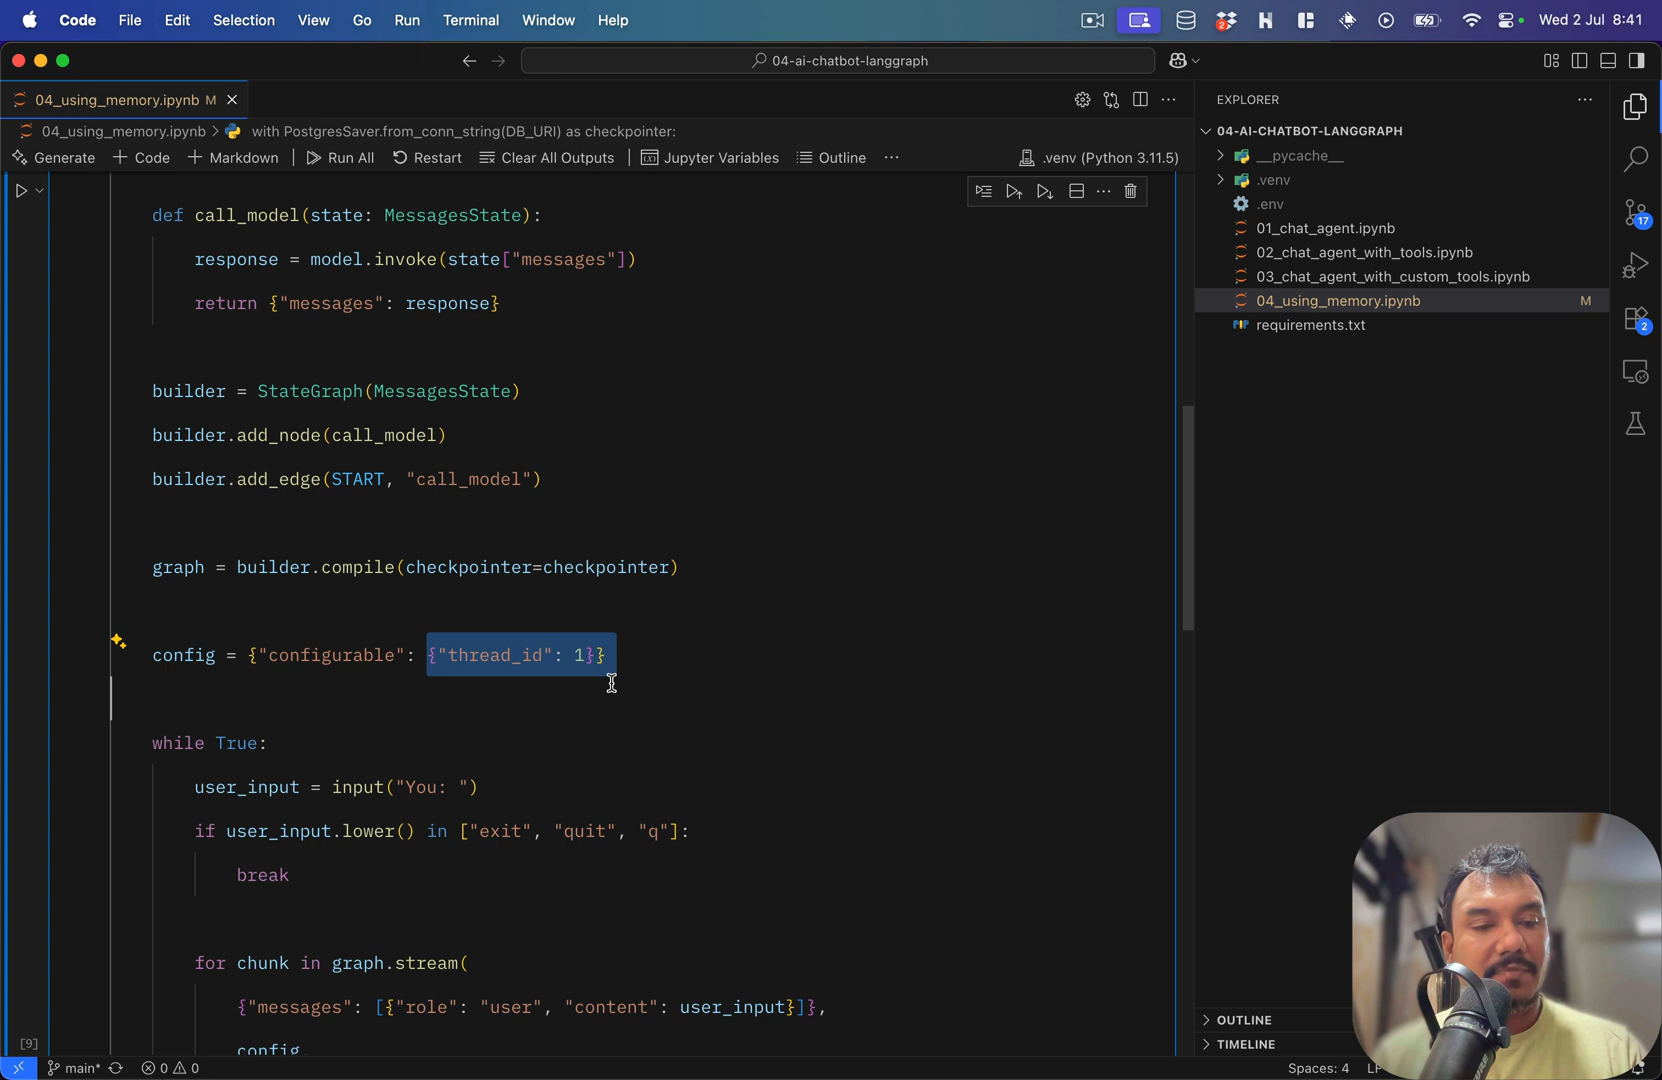 Code File Edit Selection View Go Run Terminal Window Help
2
Wed 2 Jul 8:41
04-ai-chatbot-langgraph
04_using_memory.ipynb M
04_using_memory.ipynb > with PostgresSaver.from_conn_string(DB_URI) as checkpointer:
Generate + Code + Markdown Run All Restart Clear All Outputs Jupyter Variables Outline ... .venv (Python 3.11.5)
def call_model(state: MessagesState):
response = model.invoke(state["messages"])
return {"messages": response}
builder = StateGraph(MessagesState)
builder.add_node(call_model)
builder.add_edge(START, "call_model")
graph = builder.compile(checkpointer=checkpointer)
config = {"configurable": {"thread_id": 1}}
while True:
user_input = input("You: ")
if user_input.lower() in ["exit", "quit", "q"]:
break
for chunk in graph.stream(
{"messages": [{"role": "user", "content": user_input}]},
config,
[9]
EXPLORER
04-AI-CHATBOT-LANGGRAPH
__pycache__
.venv
.env
01_chat_agent.ipynb
02_chat_agent_with_tools.ipynb
03_chat_agent_with_custom_tools.ipynb
04_using_memory.ipynb M
requirements.txt
OUTLINE
TIMELINE
17
2
main* 0 0
Spaces: 4